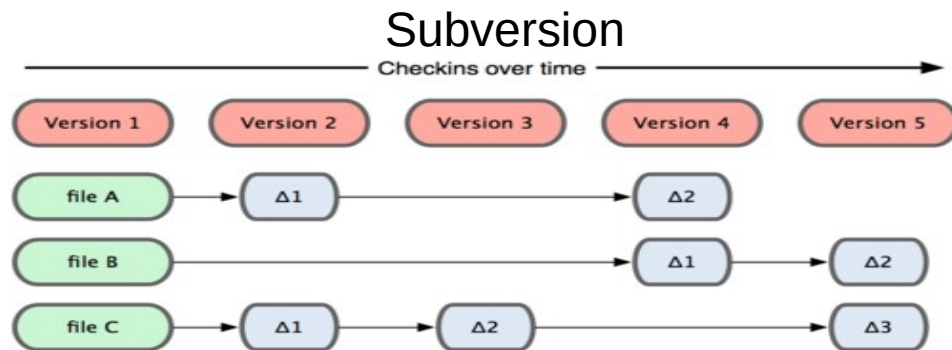 Subversion
Checkins over time
Version 1 Version 2 Version 3 Version 4 Version 5
file A Δ1 Δ2
file B Δ1 Δ2
file C Δ1 Δ2 Δ3